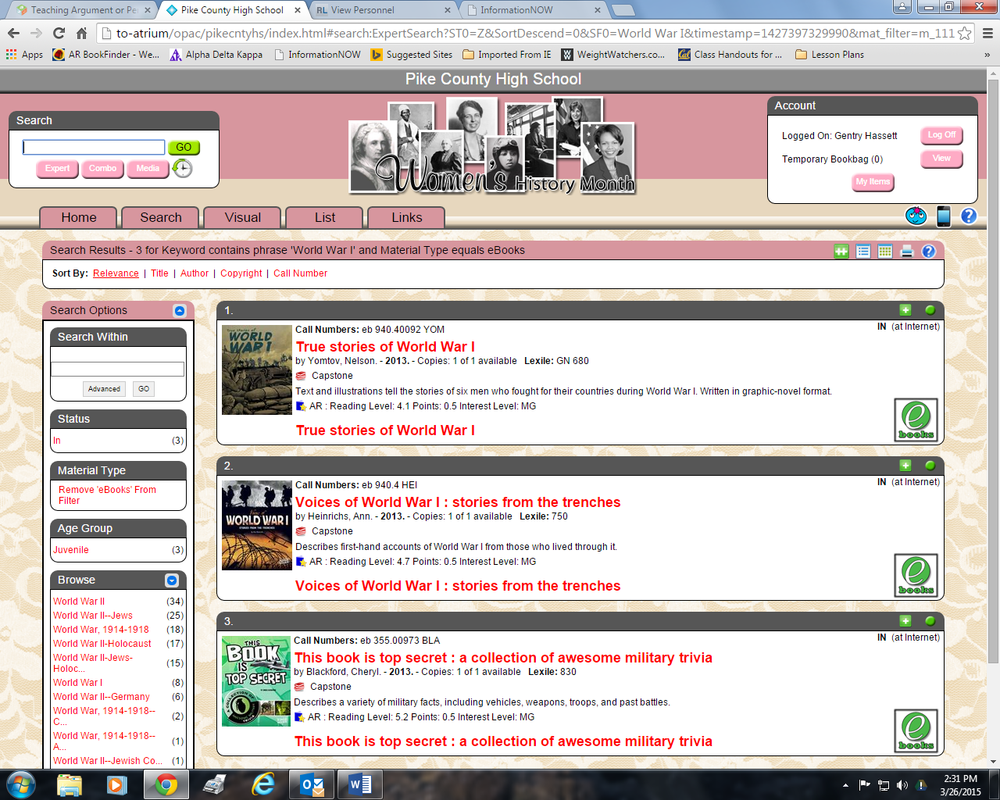 Teaching Argument or Pe
Pike County High School
RL View Personnel
InformationNOW
to-atrium/opac/pikecntyhs/index.html#search:ExpertSearch?ST0=Z&SortDescend=0&SF0=World War I&timestamp=1427397329990&mat_filter=m_111
Apps
AR BookFinder - We...
Alpha Delta Kappa
InformationNOW
Suggested Sites
Imported From IE
WeightWatchers.co...
Class Handouts for ...
Lesson Plans
»
Pike County High School
Search
GO
Expert Combo Media
Women's History Month
Account
Logged On: Gentry Hassett Log Off
Temporary Bookbag (0) View
My Items
Home Search Visual List Links
Search Results - 3 for Keyword contains phrase 'World War I' and Material Type equals eBooks
Sort By: Relevance | Title | Author | Copyright | Call Number
Search Options
Search Within
Advanced GO
Status
In (3)
Material Type
Remove 'eBooks' From
Filter
Age Group
Juvenile (3)
Browse
World War II (34)
World War II--Jews (25)
World War, 1914-1918 (18)
World War II-Holocaust (17)
World War II-Jews-
Holoc... (15)
World War I (8)
World War II--Germany (6)
World War, 1914-1918--
C... (2)
World War, 1914-1918--
A... (1)
World War II--Jewish Co... (1)
1.
IN (at Internet)
True stories of
WORLD
WAR I
Call Numbers: eb 940.40092 YOM
True stories of World War I
by Yomtov, Nelson. - 2013. - Copies: 1 of 1 available Lexile: GN 680
Capstone
Text and illustrations tell the stories of six men who fought for their countries during World War I. Written in graphic-novel format.
AR : Reading Level: 4.1 Points: 0.5 Interest Level: MG
True stories of World War I
e
books
2.
IN (at Internet)
Voices of
WORLD WAR I
STORIES FROM THE TRENCHES
Call Numbers: eb 940.4 HEI
Voices of World War I : stories from the trenches
by Heinrichs, Ann. - 2013. - Copies: 1 of 1 available Lexile: 750
Capstone
Describes first-hand accounts of World War I from those who lived through it.
AR : Reading Level: 4.7 Points: 0.5 Interest Level: MG
Voices of World War I : stories from the trenches
e
books
3.
IN (at Internet)
THIS
BOOK
IS
TOP SECRET
Call Numbers: eb 355.00973 BLA
This book is top secret : a collection of awesome military trivia
by Blackford, Cheryl. - 2013. - Copies: 1 of 1 available Lexile: 830
Capstone
Describes a variety of military facts, including vehicles, weapons, troops, and past battles.
AR : Reading Level: 5.2 Points: 0.5 Interest Level: MG
This book is top secret : a collection of awesome military trivia
e
books
2:31 PM
3/26/2015